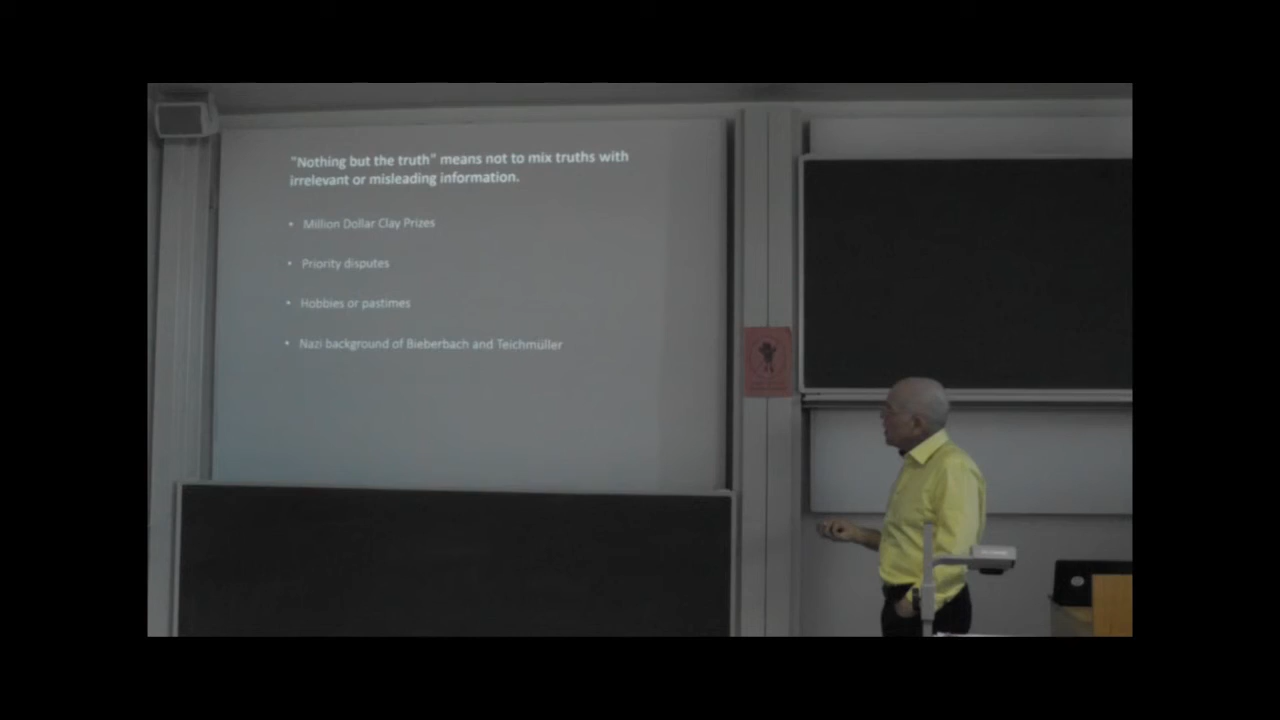 "Nothing but the truth" means not to mix truths with
irrelevant or misleading information.
• Million Dollar Clay Prizes
• Priority disputes
• Hobbies or pastimes
• Nazi background of Bieberbach and Teichmüller